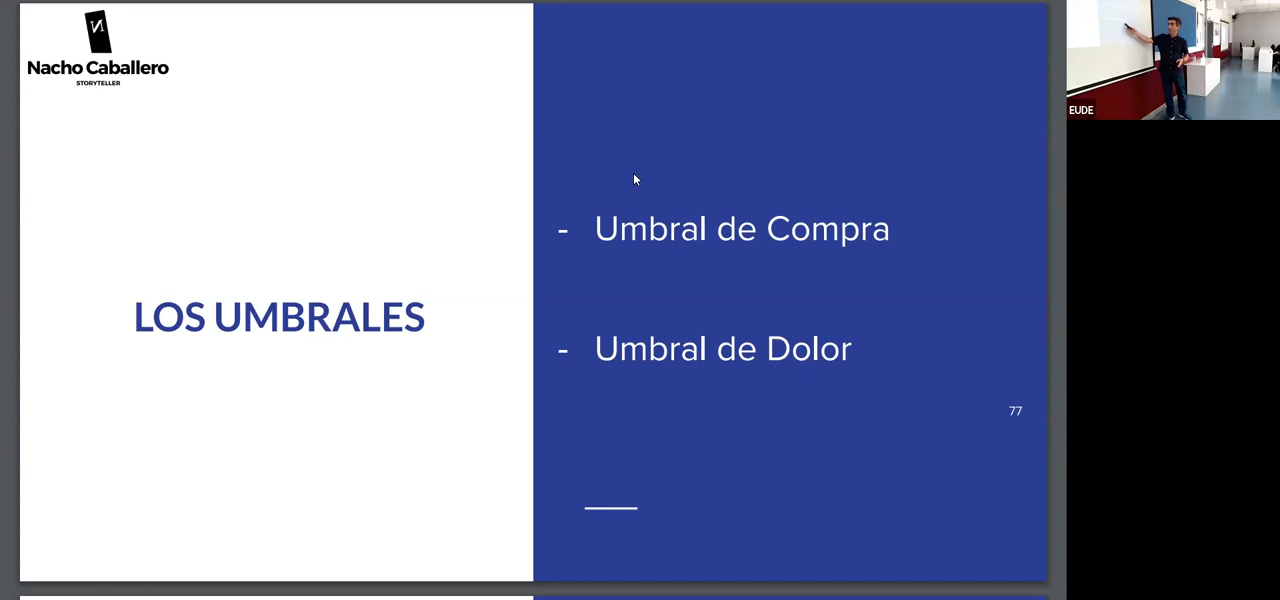 Nacho Caballero
STORYTELLER
EUDE
LOS UMBRALES
- Umbral de Compra
- Umbral de Dolor
77